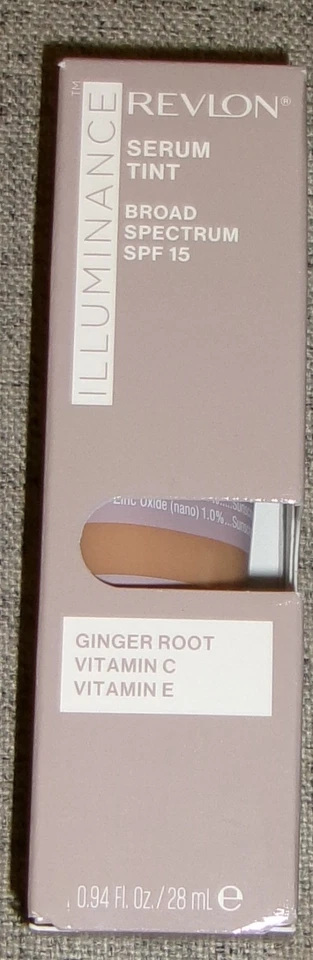 REVLON®
ILLUMINANCE™
SERUM
TINT
BROAD
SPECTRUM
SPF 15
Zinc Oxide (nano) 1.0%
GINGER ROOT
VITAMIN C
VITAMIN E
0.94 Fl. Oz. / 28 mL ℮